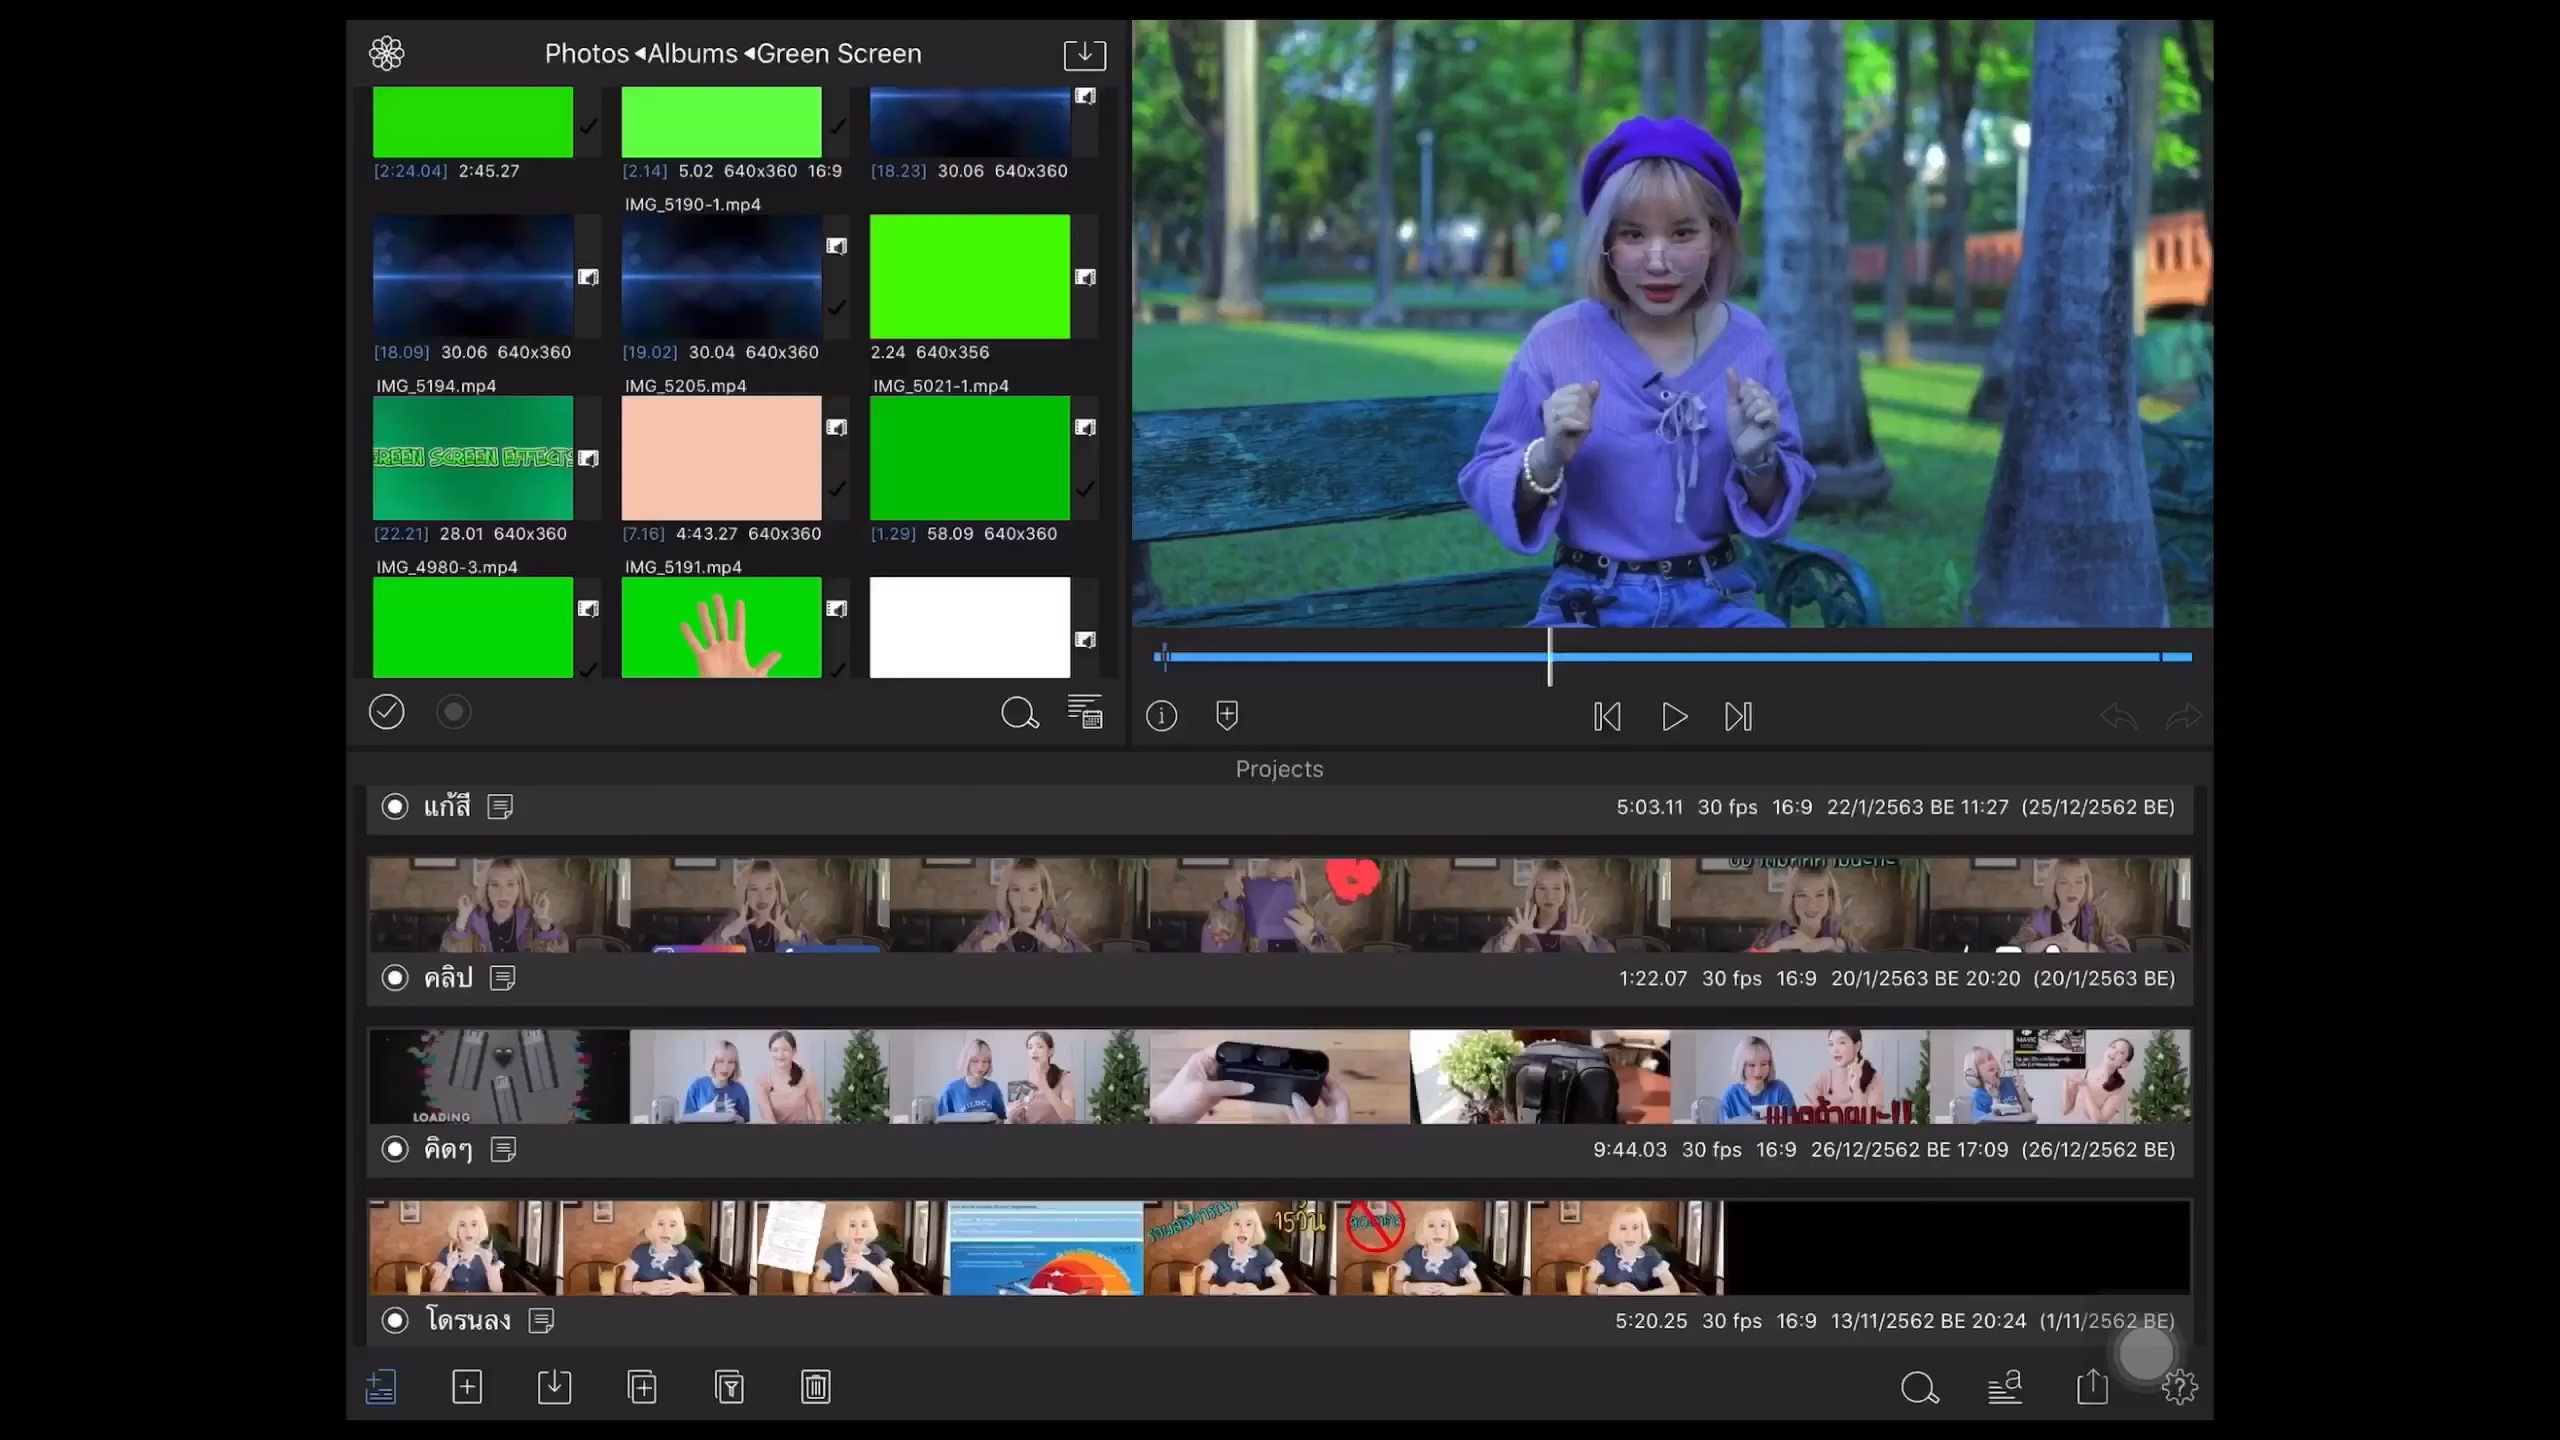 Photos ◂Albums ◂Green Screen
[2:24.04] 2:45.27
[2.14] 5.02 640x360 16:9
[18.23] 30.06 640x360
IMG_5190-1.mp4
[18.09] 30.06 640x360
[19.02] 30.04 640x360
2.24 640x356
IMG_5194.mp4
IMG_5205.mp4
IMG_5021-1.mp4
GREEN SCREEN EFFECTS
[22.21] 28.01 640x360
[7.16] 4:43.27 640x360
[1.29] 58.09 640x360
IMG_4980-3.mp4
IMG_5191.mp4
Projects
แก้สี
5:03.11 30 fps 16:9 22/1/2563 BE 11:27 (25/12/2562 BE)
คลิป
1:22.07 30 fps 16:9 20/1/2563 BE 20:20 (20/1/2563 BE)
LOADING
คิดๆ
9:44.03 30 fps 16:9 26/12/2562 BE 17:09 (26/12/2562 BE)
15วัน
โดรนลง
5:20.25 30 fps 16:9 13/11/2562 BE 20:24 (1/11/2562 BE)